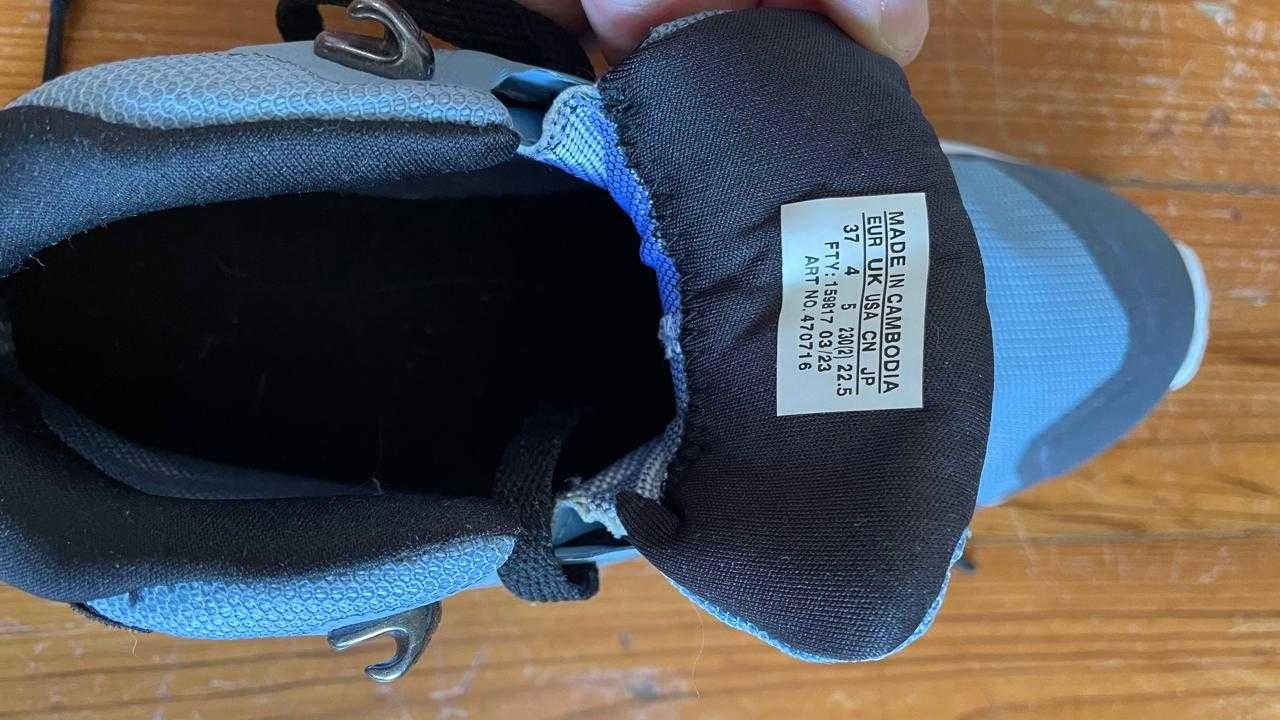 MADE IN CAMBODIA
EUR UK USA CN JP
37 4 5 230(2) 22.5
FTY: 159817 03/23
ART NO. 470716